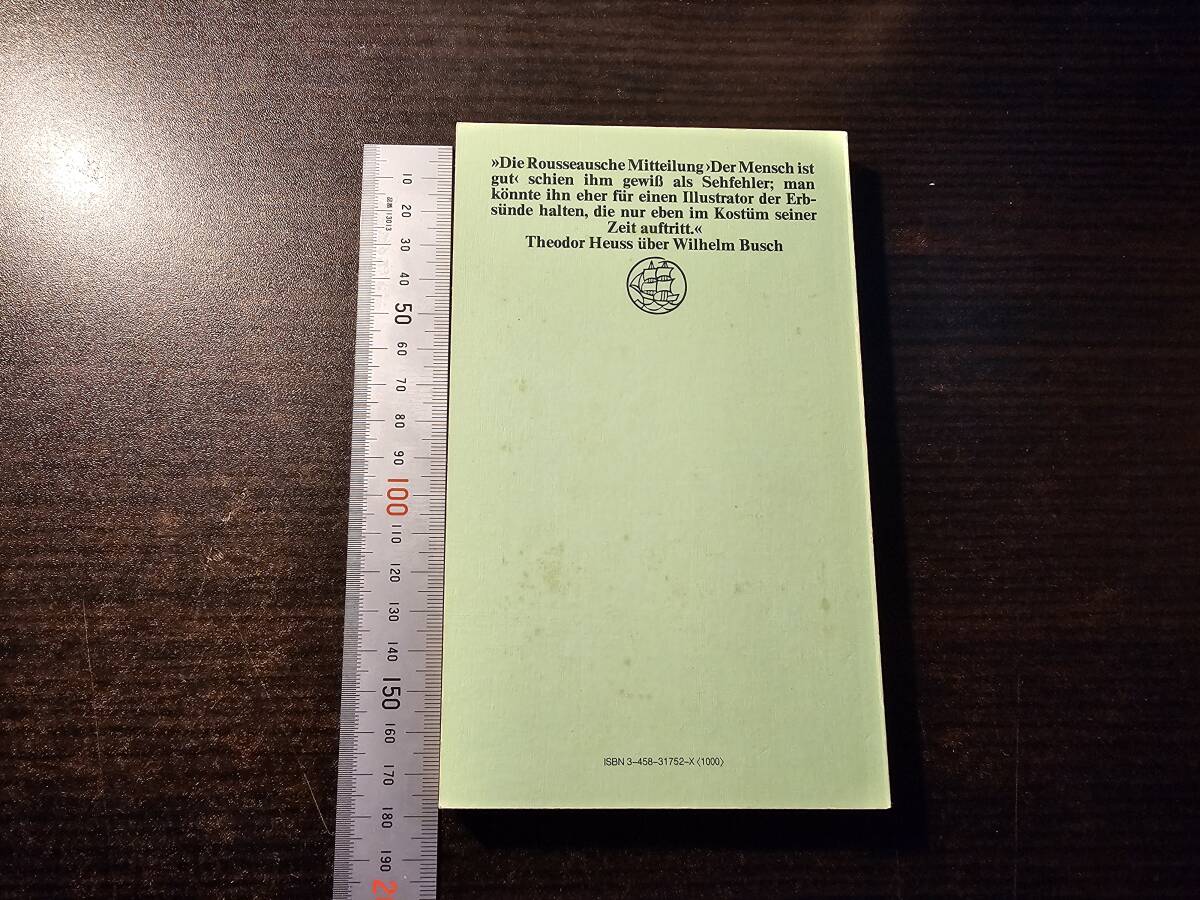 »Die Rousseausche Mitteilung ›Der Mensch ist
gut‹ schien ihm gewiß als Sehfehler; man
könnte ihn eher für einen Illustrator der Erb-
sünde halten, die nur eben im Kostüm seiner
Zeit auftritt.«
Theodor Heuss über Wilhelm Busch
ISBN 3-458-31752-X ‹1000›
10
20
30
40
50
60
70
80
90
100
110
120
130
140
150
160
170
180
190
13013